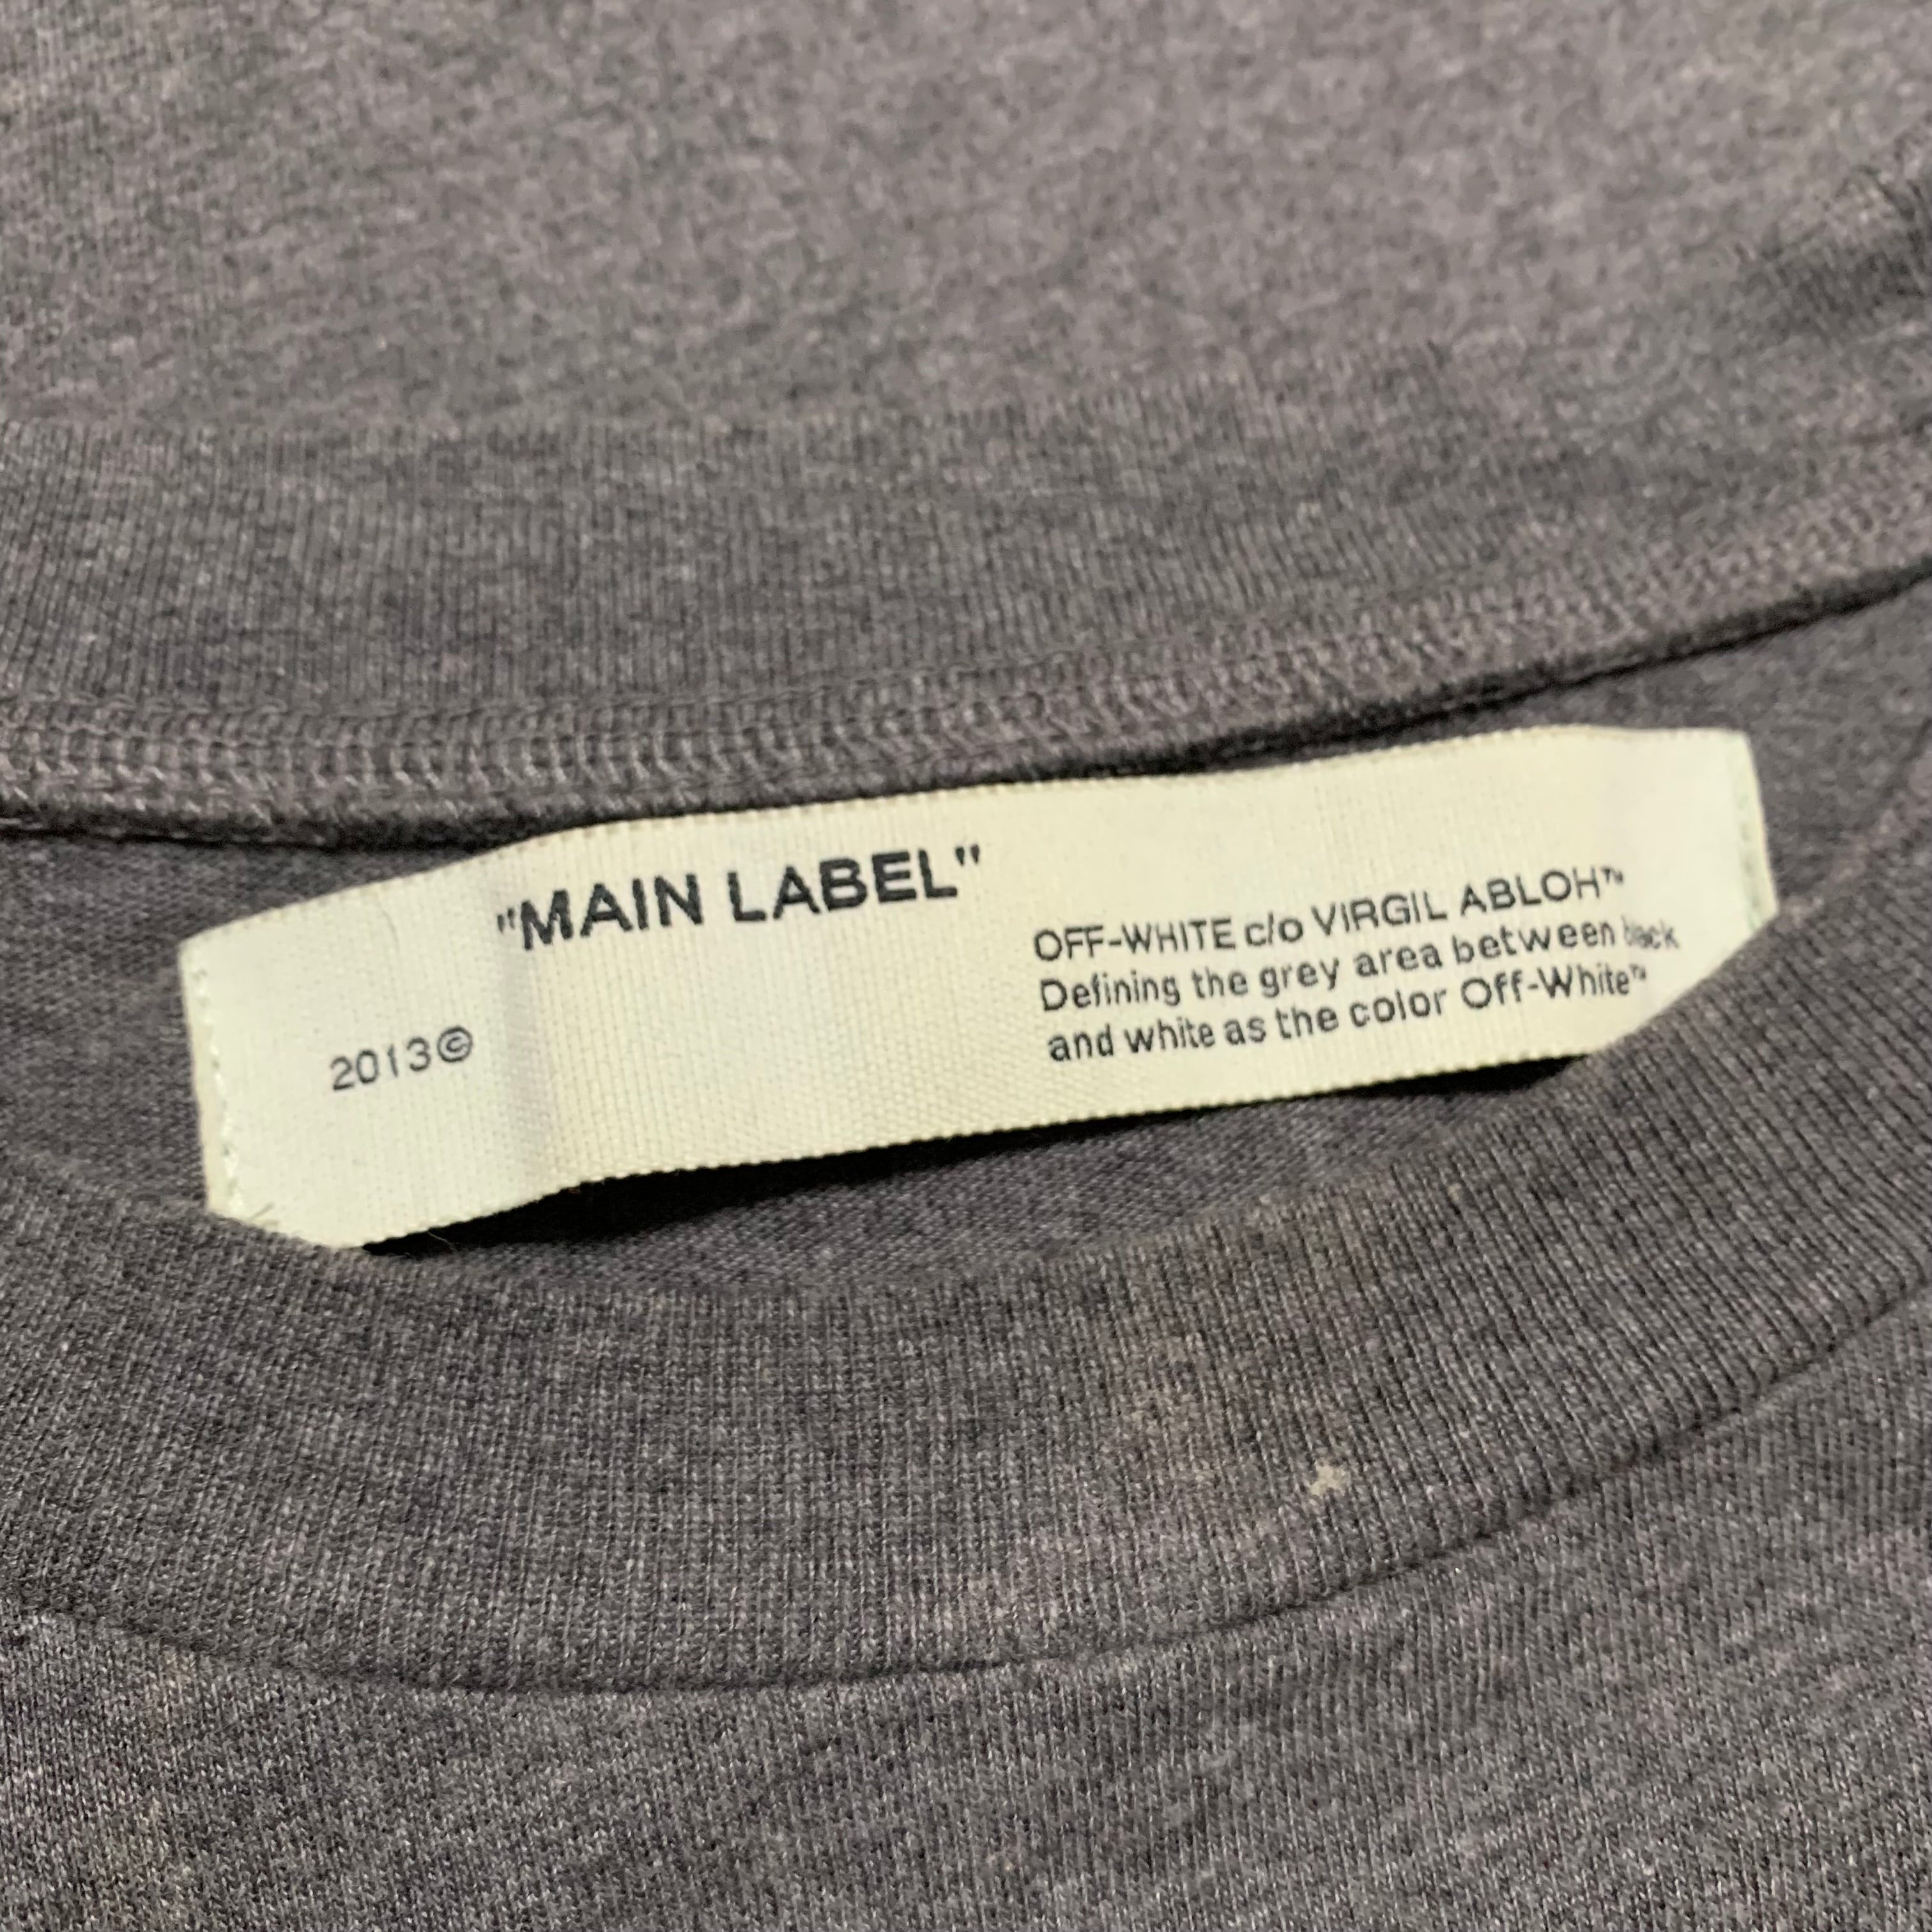 "MAIN LABEL"
2013©
OFF-WHITE c/o VIRGIL ABLOH™
Defining the grey area between black
and white as the color Off-White™